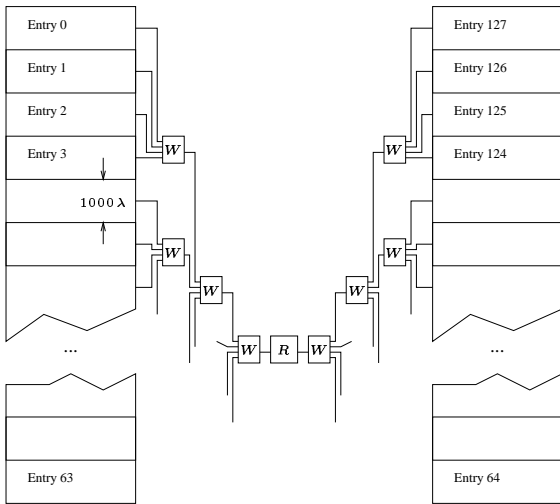 Entry 0
Entry 127
Entry 1
Entry 126
Entry 2
Entry 125
Entry 3
W
W
Entry 124
1000 λ
W
W
W
W
...
W
R
W
...
Entry 63
Entry 64